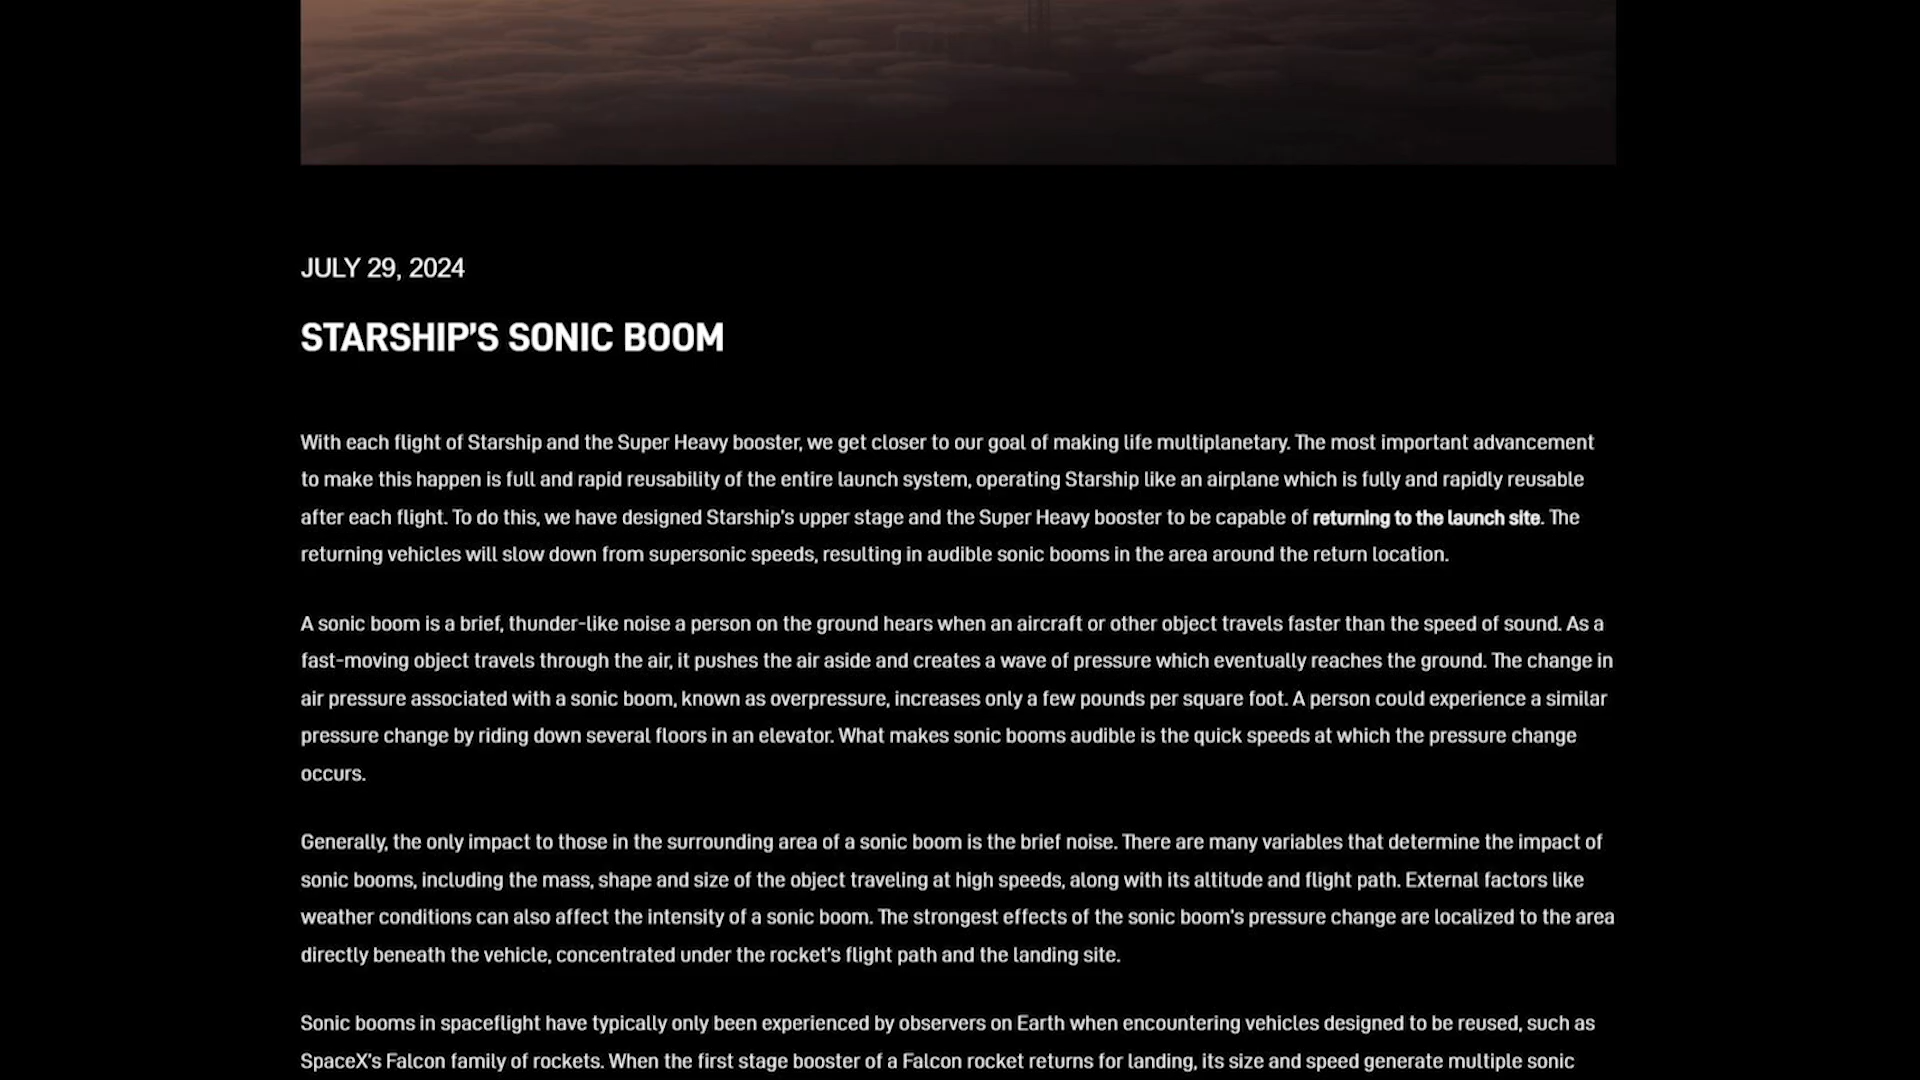 JULY 29, 2024
STARSHIP'S SONIC BOOM
With each flight of Starship and the Super Heavy booster, we get closer to our goal of making life multiplanetary. The most important advancement
to make this happen is full and rapid reusability of the entire launch system, operating Starship like an airplane which is fully and rapidly reusable
after each flight. To do this, we have designed Starship's upper stage and the Super Heavy booster to be capable of returning to the launch site. The
returning vehicles will slow down from supersonic speeds, resulting in audible sonic booms in the area around the return location.
A sonic boom is a brief, thunder-like noise a person on the ground hears when an aircraft or other object travels faster than the speed of sound. As a
fast-moving object travels through the air, it pushes the air aside and creates a wave of pressure which eventually reaches the ground. The change in
air pressure associated with a sonic boom, known as overpressure, increases only a few pounds per square foot. A person could experience a similar
pressure change by riding down several floors in an elevator. What makes sonic booms audible is the quick speeds at which the pressure change
occurs.
Generally, the only impact to those in the surrounding area of a sonic boom is the brief noise. There are many variables that determine the impact of
sonic booms, including the mass, shape and size of the object traveling at high speeds, along with its altitude and flight path. External factors like
weather conditions can also affect the intensity of a sonic boom. The strongest effects of the sonic boom's pressure change are localized to the area
directly beneath the vehicle, concentrated under the rocket's flight path and the landing site.
Sonic booms in spaceflight have typically only been experienced by observers on Earth when encountering vehicles designed to be reused, such as
SpaceX's Falcon family of rockets. When the first stage booster of a Falcon rocket returns for landing, its size and speed generate multiple sonic